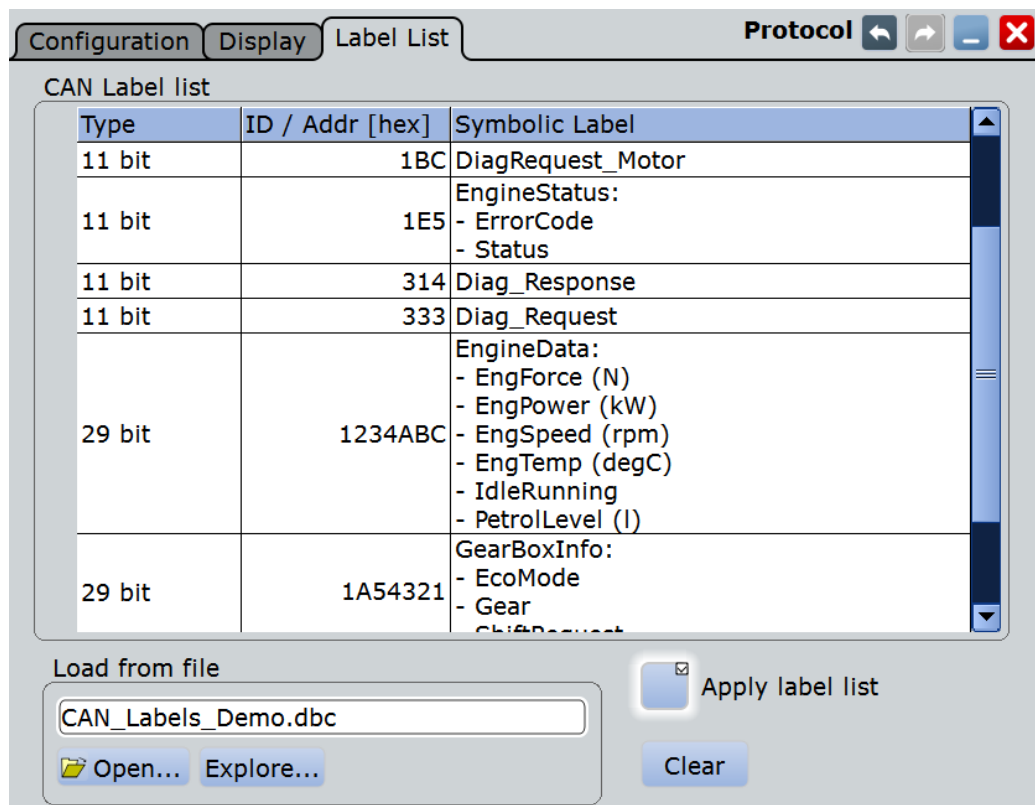 Configuration Display Label List Protocol
CAN Label list
Type ID / Addr [hex] Symbolic Label
11 bit 1BC DiagRequest_Motor
11 bit 1E5 EngineStatus:
- ErrorCode
- Status
11 bit 314 Diag_Response
11 bit 333 Diag_Request
29 bit 1234ABC EngineData:
- EngForce (N)
- EngPower (kW)
- EngSpeed (rpm)
- EngTemp (degC)
- IdleRunning
- PetrolLevel (l)
29 bit 1A54321 GearBoxInfo:
- EcoMode
- Gear
- ShiftRequest
Load from file
CAN_Labels_Demo.dbc
Open... Explore...
Apply label list
Clear